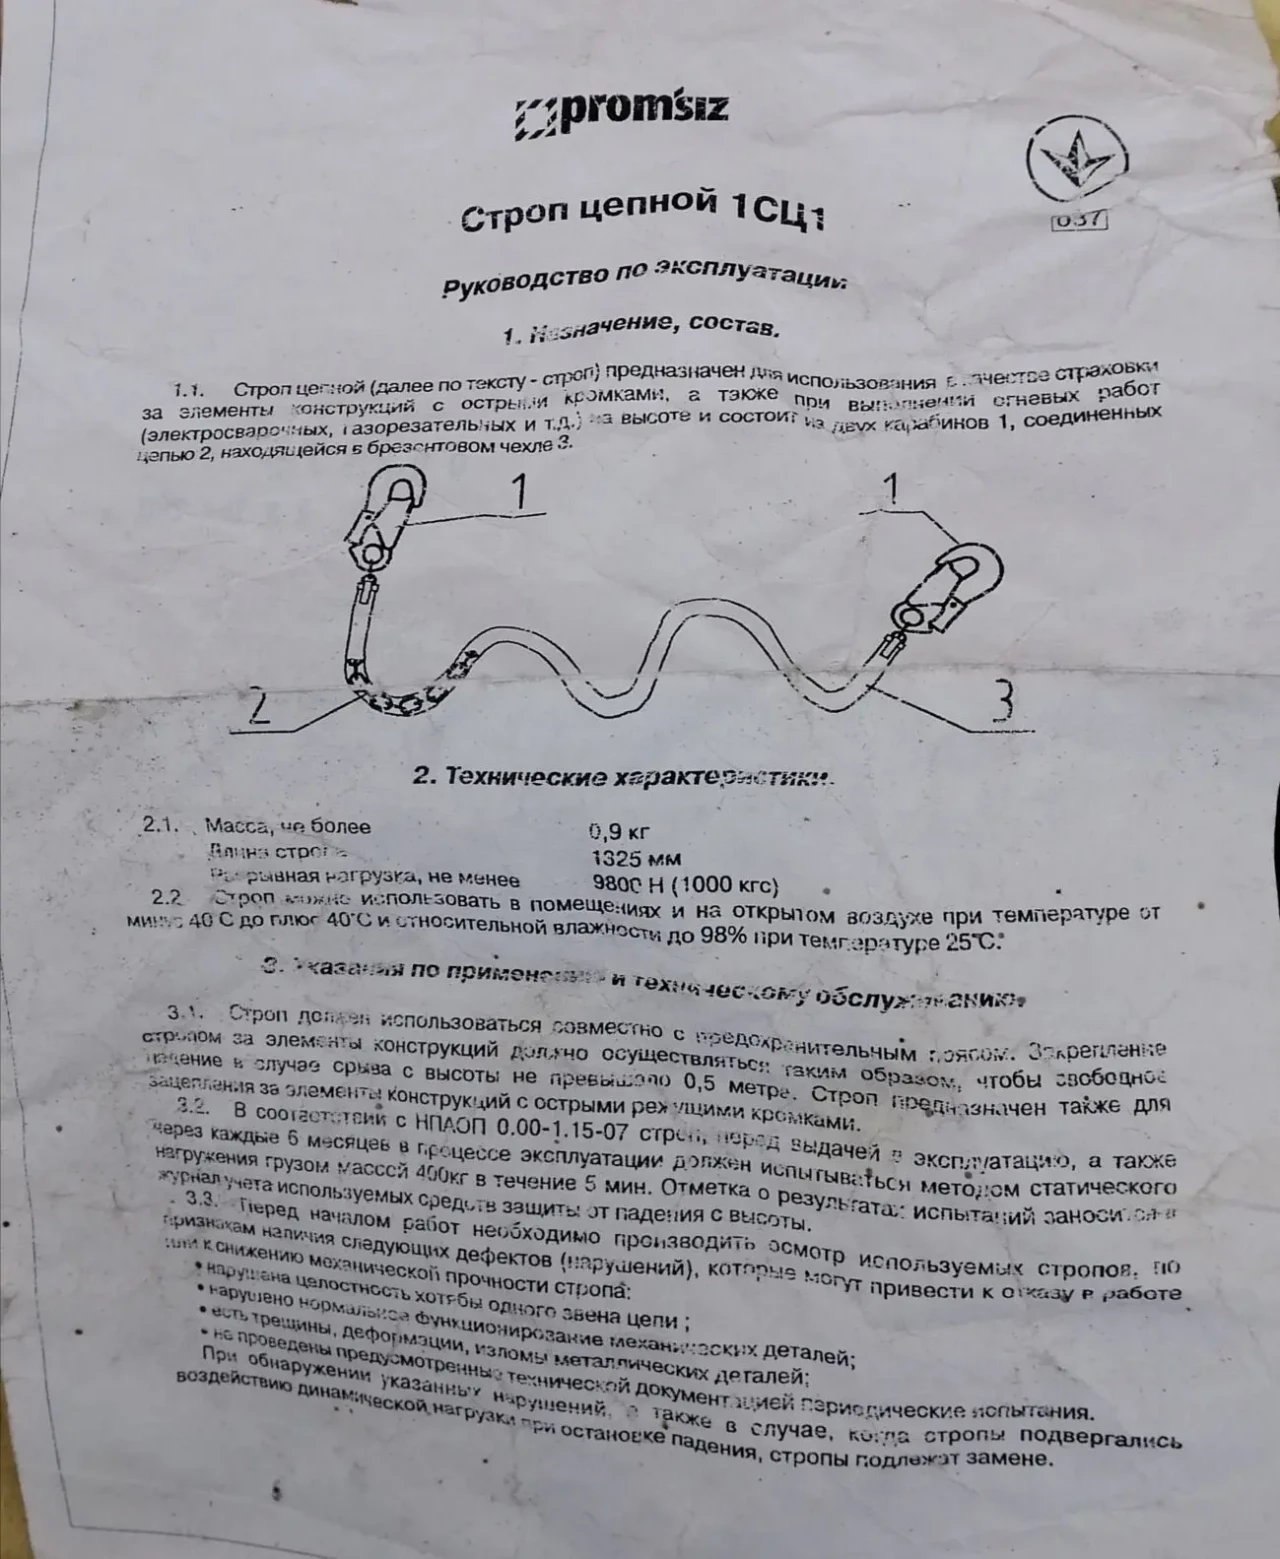 prom'siz
037
Строп цепной 1СЦ1
Руководство по эксплуатации
1. Назначение, состав.
1.1. Строп цепной (далее по тексту - строп) предназначен для использования в качестве страховки
за элементы конструкций с острыми кромками, а также при выполнении огневых работ
(электросварочных, газорезательных и т.д.) на высоте и состоит из двух карабинов 1, соединенных
цепью 2, находящейся в брезентовом чехле 3.
1
1
2
3
2. Технические характеристики.
2.1. Масса, не более 0,9 кг
Длина стропа 1325 мм
Разрывная нагрузка, не менее 9800 Н (1000 кгс)
2.2 Строп можно использовать в помещениях и на открытом воздухе при температуре от
минус 40°С до плюс 40°С и относительной влажности до 98% при температуре 25°С.
3. Указания по применению и техническому обслуживанию.
3.1. Строп должен использоваться совместно с предохранительным поясом. Закрепление
стропом за элементы конструкций должно осуществляться таким образом, чтобы свободное
падение в случае срыва с высоты не превышало 0,5 метра. Строп предназначен также для
зацепления за элементы конструкций с острыми режущими кромками.
3.2. В соответствии с НПАОП 0.00-1.15-07 строп, перед выдачей в эксплуатацию, а также
через каждые 6 месяцев в процессе эксплуатации должен испытываться методом статического
нагружения грузом массой 400кг в течение 5 мин. Отметка о результатах испытаний заносится в
журнал учета используемых средств защиты от падения с высоты.
3.3. Перед началом работ необходимо производить осмотр используемых стропов, по
признакам наличия следующих дефектов (нарушений), которые могут привести к отказу в работе
или к снижению механической прочности стропа:
• нарушена целостность хотябы одного звена цепи ;
• нарушено нормальное функционирование механических деталей;
• есть трещины, деформации, изломы металлических деталей;
• не проведены предусмотренные технической документацией периодические испытания.
При обнаружении указанных нарушений, а также в случае, когда стропы подвергались
воздействию динамической нагрузки при остановке падения, стропы подлежат замене.